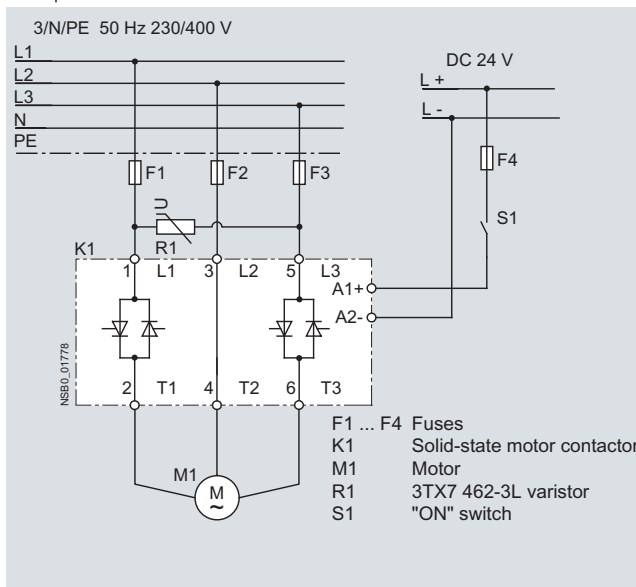 3/N/PE 50 Hz 230/400 V
L1
L2
L3
N
PE
DC 24 V
L +
L -
F1
F2
F3
F4
S1
U
R1
K1
1 L1 3 L2 5 L3
A1+
A2-
NSB0_01778
2 T1 4 T2 6 T3
M1
M
~
F1 ... F4 Fuses
K1 Solid-state motor contactor
M1 Motor
R1 3TX7 462-3L varistor
S1 "ON" switch